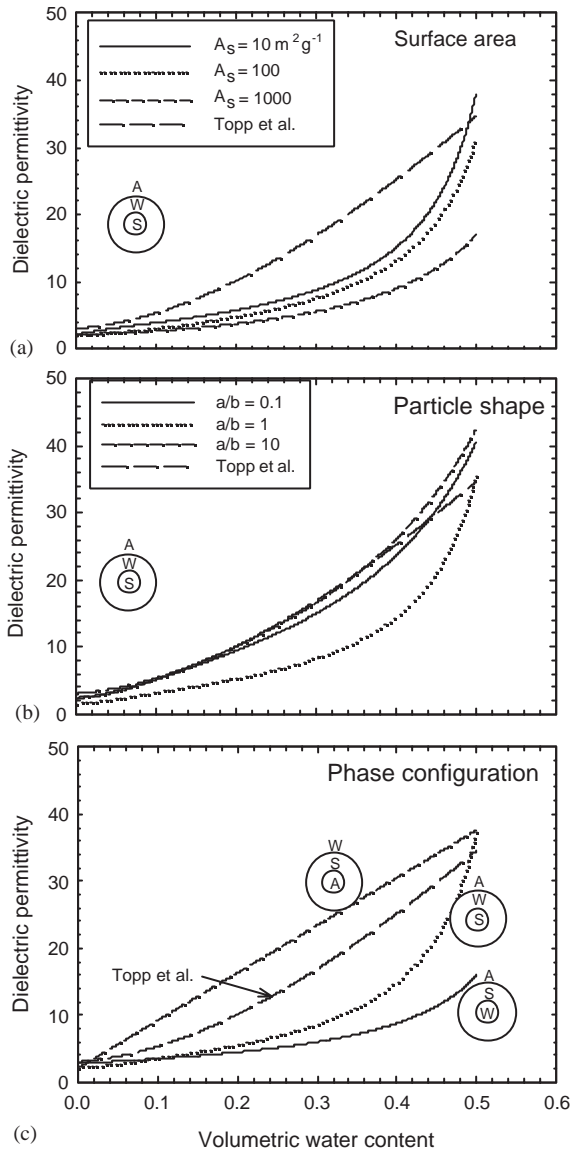 50
Surface area
A_S = 10 m² g⁻¹
A_S = 100
A_S = 1000
Topp et al.
40
30
20
10
0
Dielectric permittivity
A
W
S
(a)
50
Particle shape
a/b = 0.1
a/b = 1
a/b = 10
Topp et al.
40
30
20
10
0
Dielectric permittivity
A
W
S
(b)
50
Phase configuration
40
30
20
10
0
Dielectric permittivity
W
S
A
A
W
S
Topp et al.
A
S
W
0.0 0.1 0.2 0.3 0.4 0.5 0.6
(c)
Volumetric water content